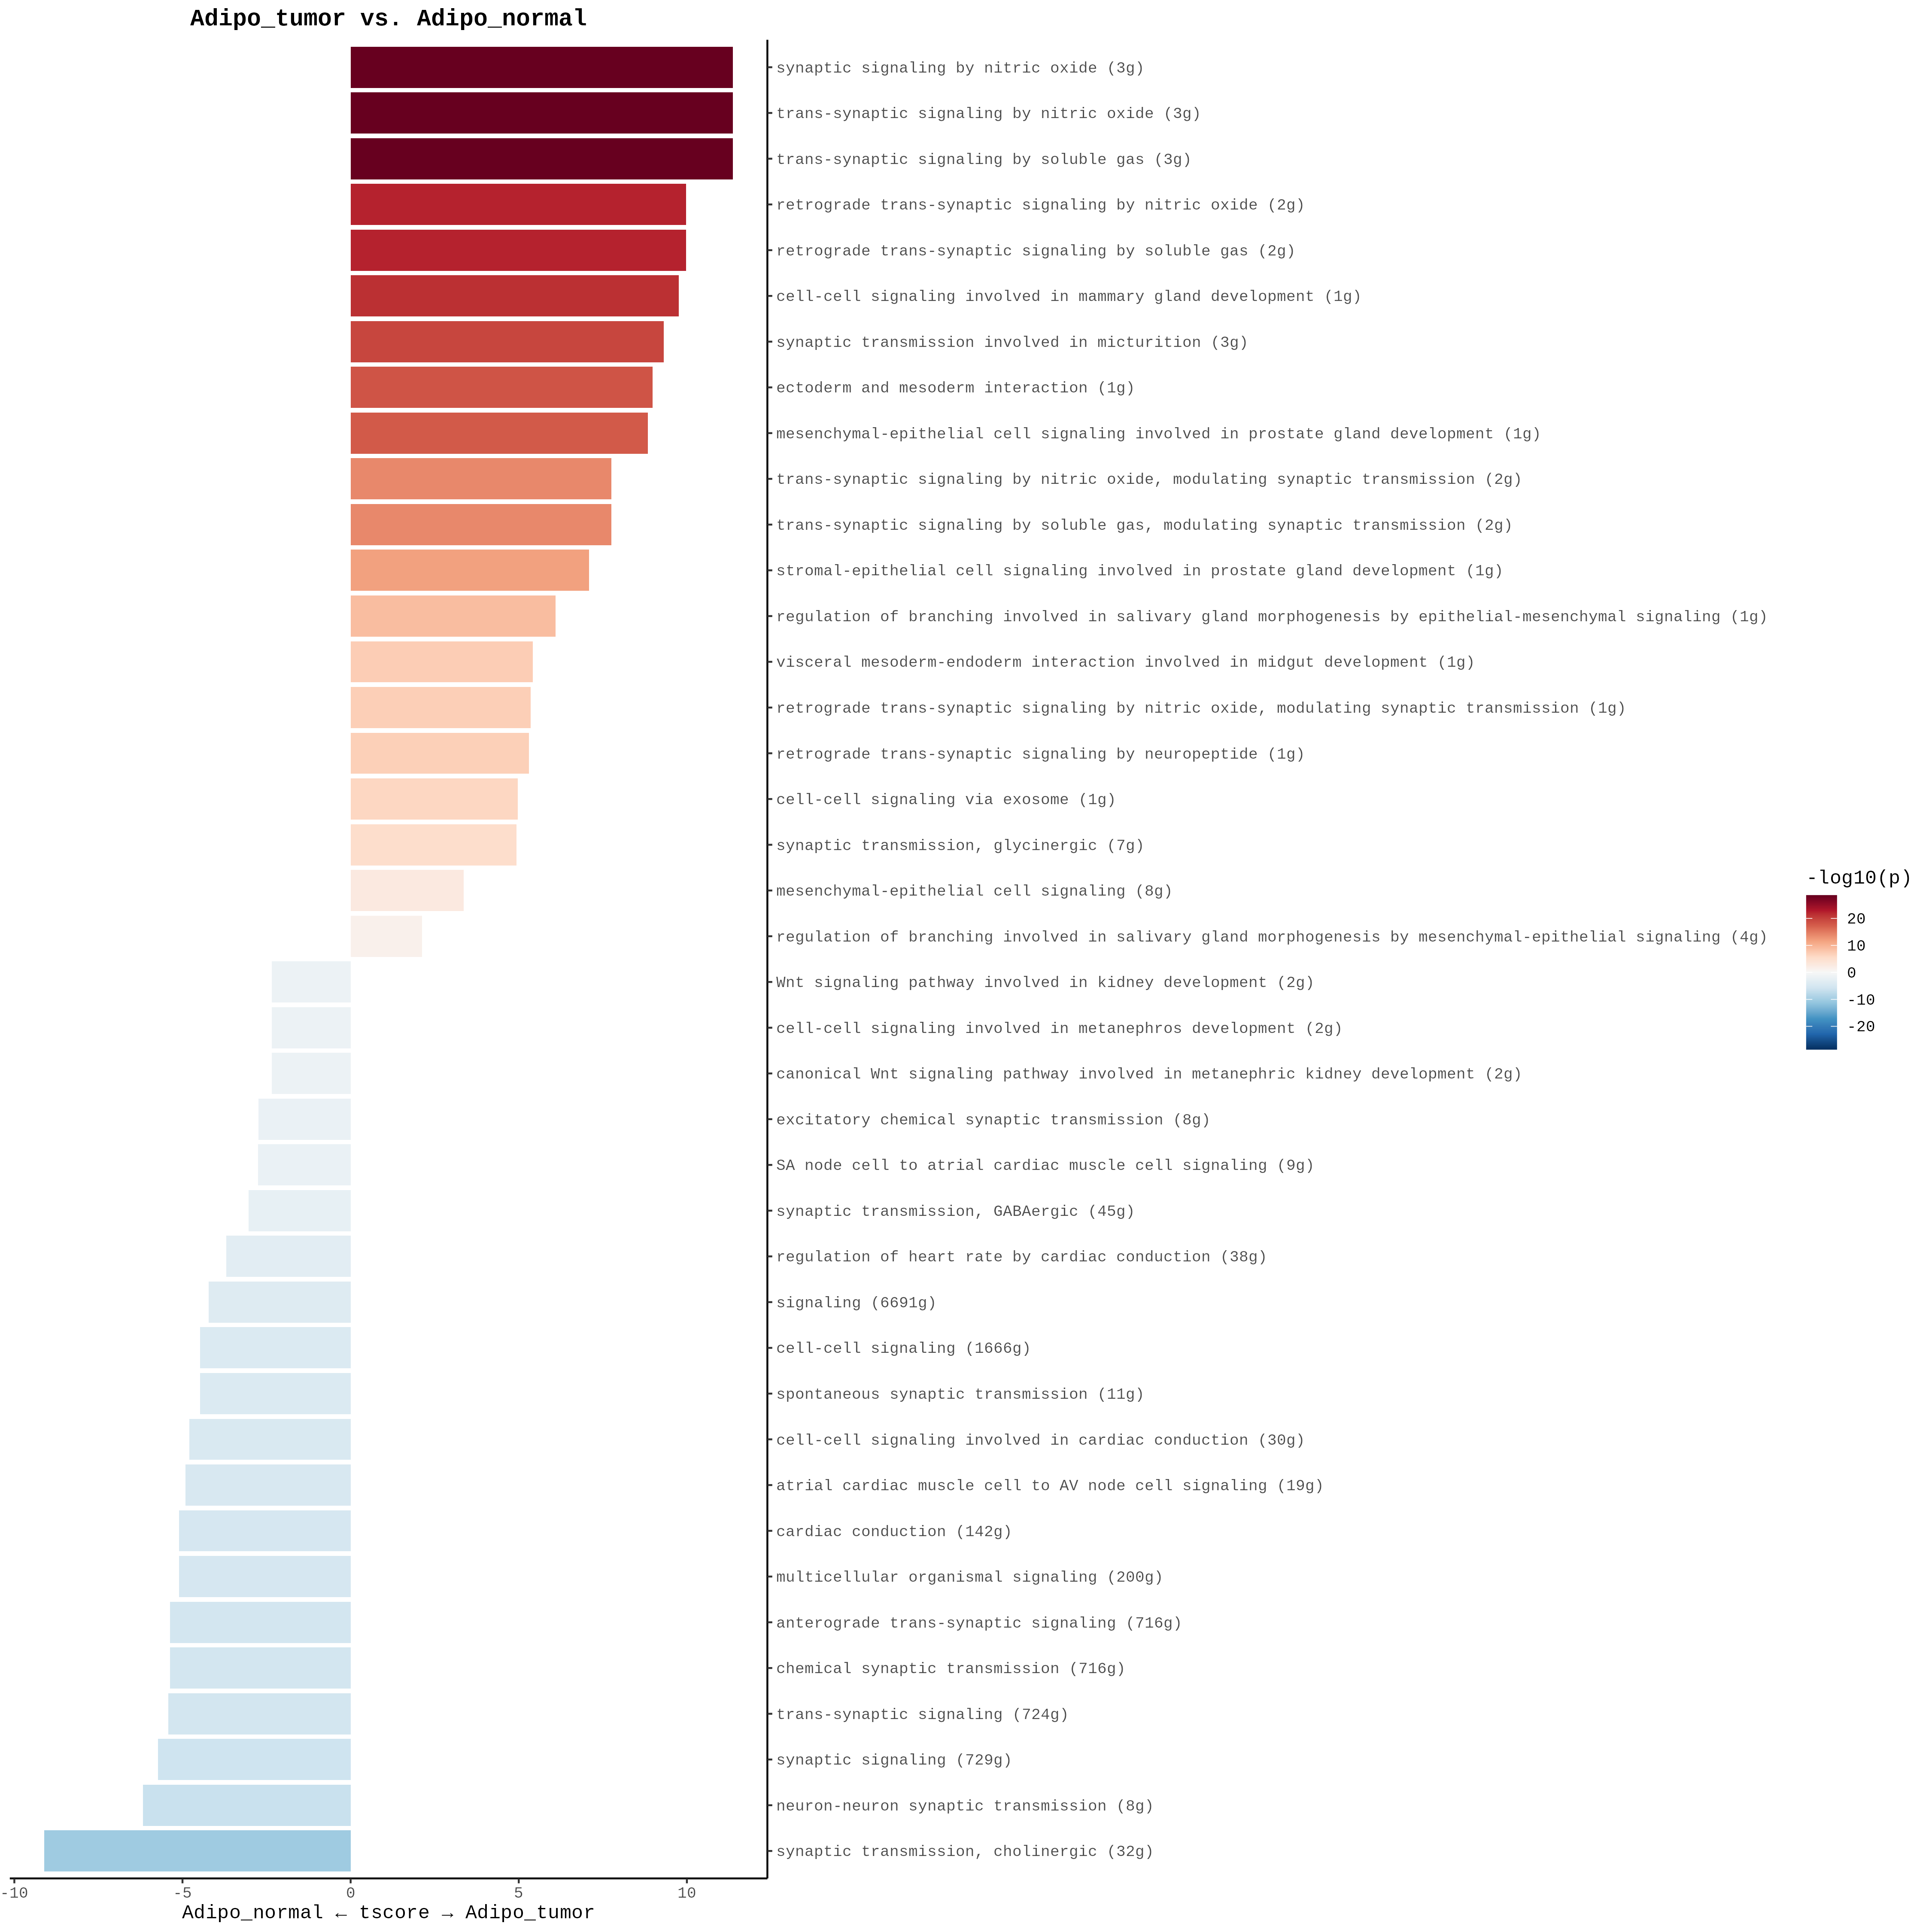 Adipo_tumor vs. Adipo_normal
synaptic signaling by nitric oxide (3g)
trans-synaptic signaling by nitric oxide (3g)
trans-synaptic signaling by soluble gas (3g)
retrograde trans-synaptic signaling by nitric oxide (2g)
retrograde trans-synaptic signaling by soluble gas (2g)
cell-cell signaling involved in mammary gland development (1g)
synaptic transmission involved in micturition (3g)
ectoderm and mesoderm interaction (1g)
mesenchymal-epithelial cell signaling involved in prostate gland development (1g)
trans-synaptic signaling by nitric oxide, modulating synaptic transmission (2g)
trans-synaptic signaling by soluble gas, modulating synaptic transmission (2g)
stromal-epithelial cell signaling involved in prostate gland development (1g)
regulation of branching involved in salivary gland morphogenesis by epithelial-mesenchymal signaling (1g)
visceral mesoderm-endoderm interaction involved in midgut development (1g)
retrograde trans-synaptic signaling by nitric oxide, modulating synaptic transmission (1g)
retrograde trans-synaptic signaling by neuropeptide (1g)
cell-cell signaling via exosome (1g)
synaptic transmission, glycinergic (7g)
mesenchymal-epithelial cell signaling (8g)
regulation of branching involved in salivary gland morphogenesis by mesenchymal-epithelial signaling (4g)
Wnt signaling pathway involved in kidney development (2g)
cell-cell signaling involved in metanephros development (2g)
canonical Wnt signaling pathway involved in metanephric kidney development (2g)
excitatory chemical synaptic transmission (8g)
SA node cell to atrial cardiac muscle cell signaling (9g)
synaptic transmission, GABAergic (45g)
regulation of heart rate by cardiac conduction (38g)
signaling (6691g)
cell-cell signaling (1666g)
spontaneous synaptic transmission (11g)
cell-cell signaling involved in cardiac conduction (30g)
atrial cardiac muscle cell to AV node cell signaling (19g)
cardiac conduction (142g)
multicellular organismal signaling (200g)
anterograde trans-synaptic signaling (716g)
chemical synaptic transmission (716g)
trans-synaptic signaling (724g)
synaptic signaling (729g)
neuron-neuron synaptic transmission (8g)
synaptic transmission, cholinergic (32g)
-10 -5 0 5 10
Adipo_normal ← tscore → Adipo_tumor
-log10(p)
20
10
0
-10
-20